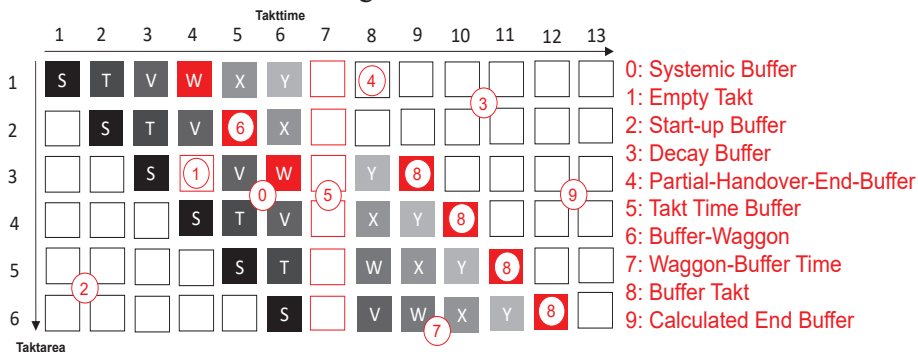 Takttime
1 2 3 4 5 6 7 8 9 10 11 12 13
1 S T V W X Y 4
3
2 S T V 6 X
3 S 1 V W Y 8
0 5 9
4 S T V X Y 8
5 S T W X Y 8
2
6 S V W X Y 8
7
Taktarea
0: Systemic Buffer
1: Empty Takt
2: Start-up Buffer
3: Decay Buffer
4: Partial-Handover-End-Buffer
5: Takt Time Buffer
6: Buffer-Waggon
7: Waggon-Buffer Time
8: Buffer Takt
9: Calculated End Buffer